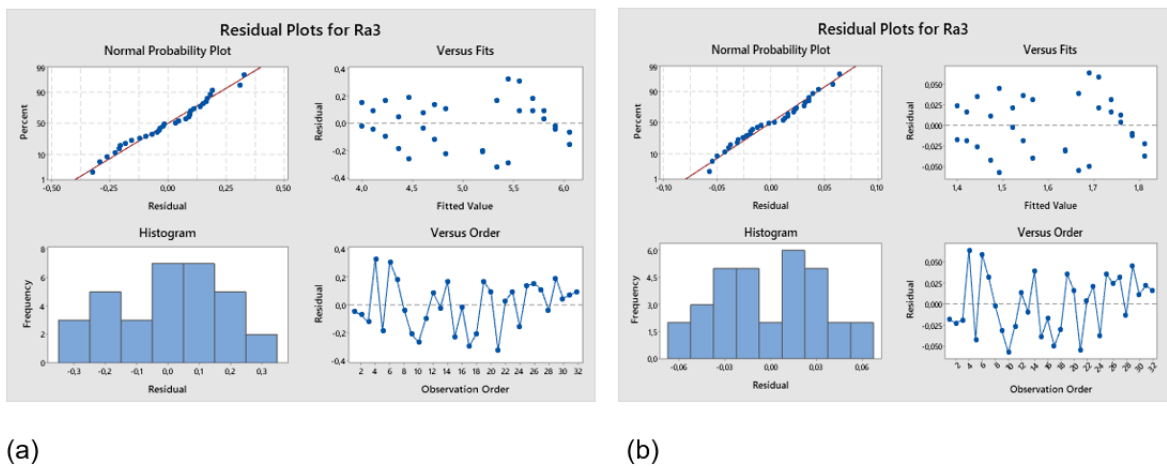 Residual Plots for Ra3
Normal Probability Plot
99
90
50
10
1
Percent
-0,50
-0,25
0,00
0,25
0,50
Residual
Versus Fits
0,4
0,2
0,0
-0,2
-0,4
Residual
4,0
4,5
5,0
5,5
6,0
Fitted Value
Histogram
8
6
4
2
0
Frequency
-0,3
-0,2
-0,1
0,0
0,1
0,2
0,3
Residual
Versus Order
0,4
0,2
0,0
-0,2
-0,4
Residual
2 4 6 8 10 12 14 16 18 20 22 24 26 28 30 32
Observation Order
(a)
Residual Plots for Ra3
Normal Probability Plot
99
90
50
10
1
Percent
-0,10
-0,05
0,00
0,05
0,10
Residual
Versus Fits
0,050
0,025
0,000
-0,025
-0,050
Residual
1,4
1,5
1,6
1,7
1,8
Fitted Value
Histogram
6,0
4,5
3,0
1,5
0,0
Frequency
-0,06
-0,03
0,00
0,03
0,06
Residual
Versus Order
0,050
0,025
0,000
-0,025
-0,050
Residual
2 4 6 8 10 12 14 16 18 20 22 24 26 28 30 32
Observation Order
(b)